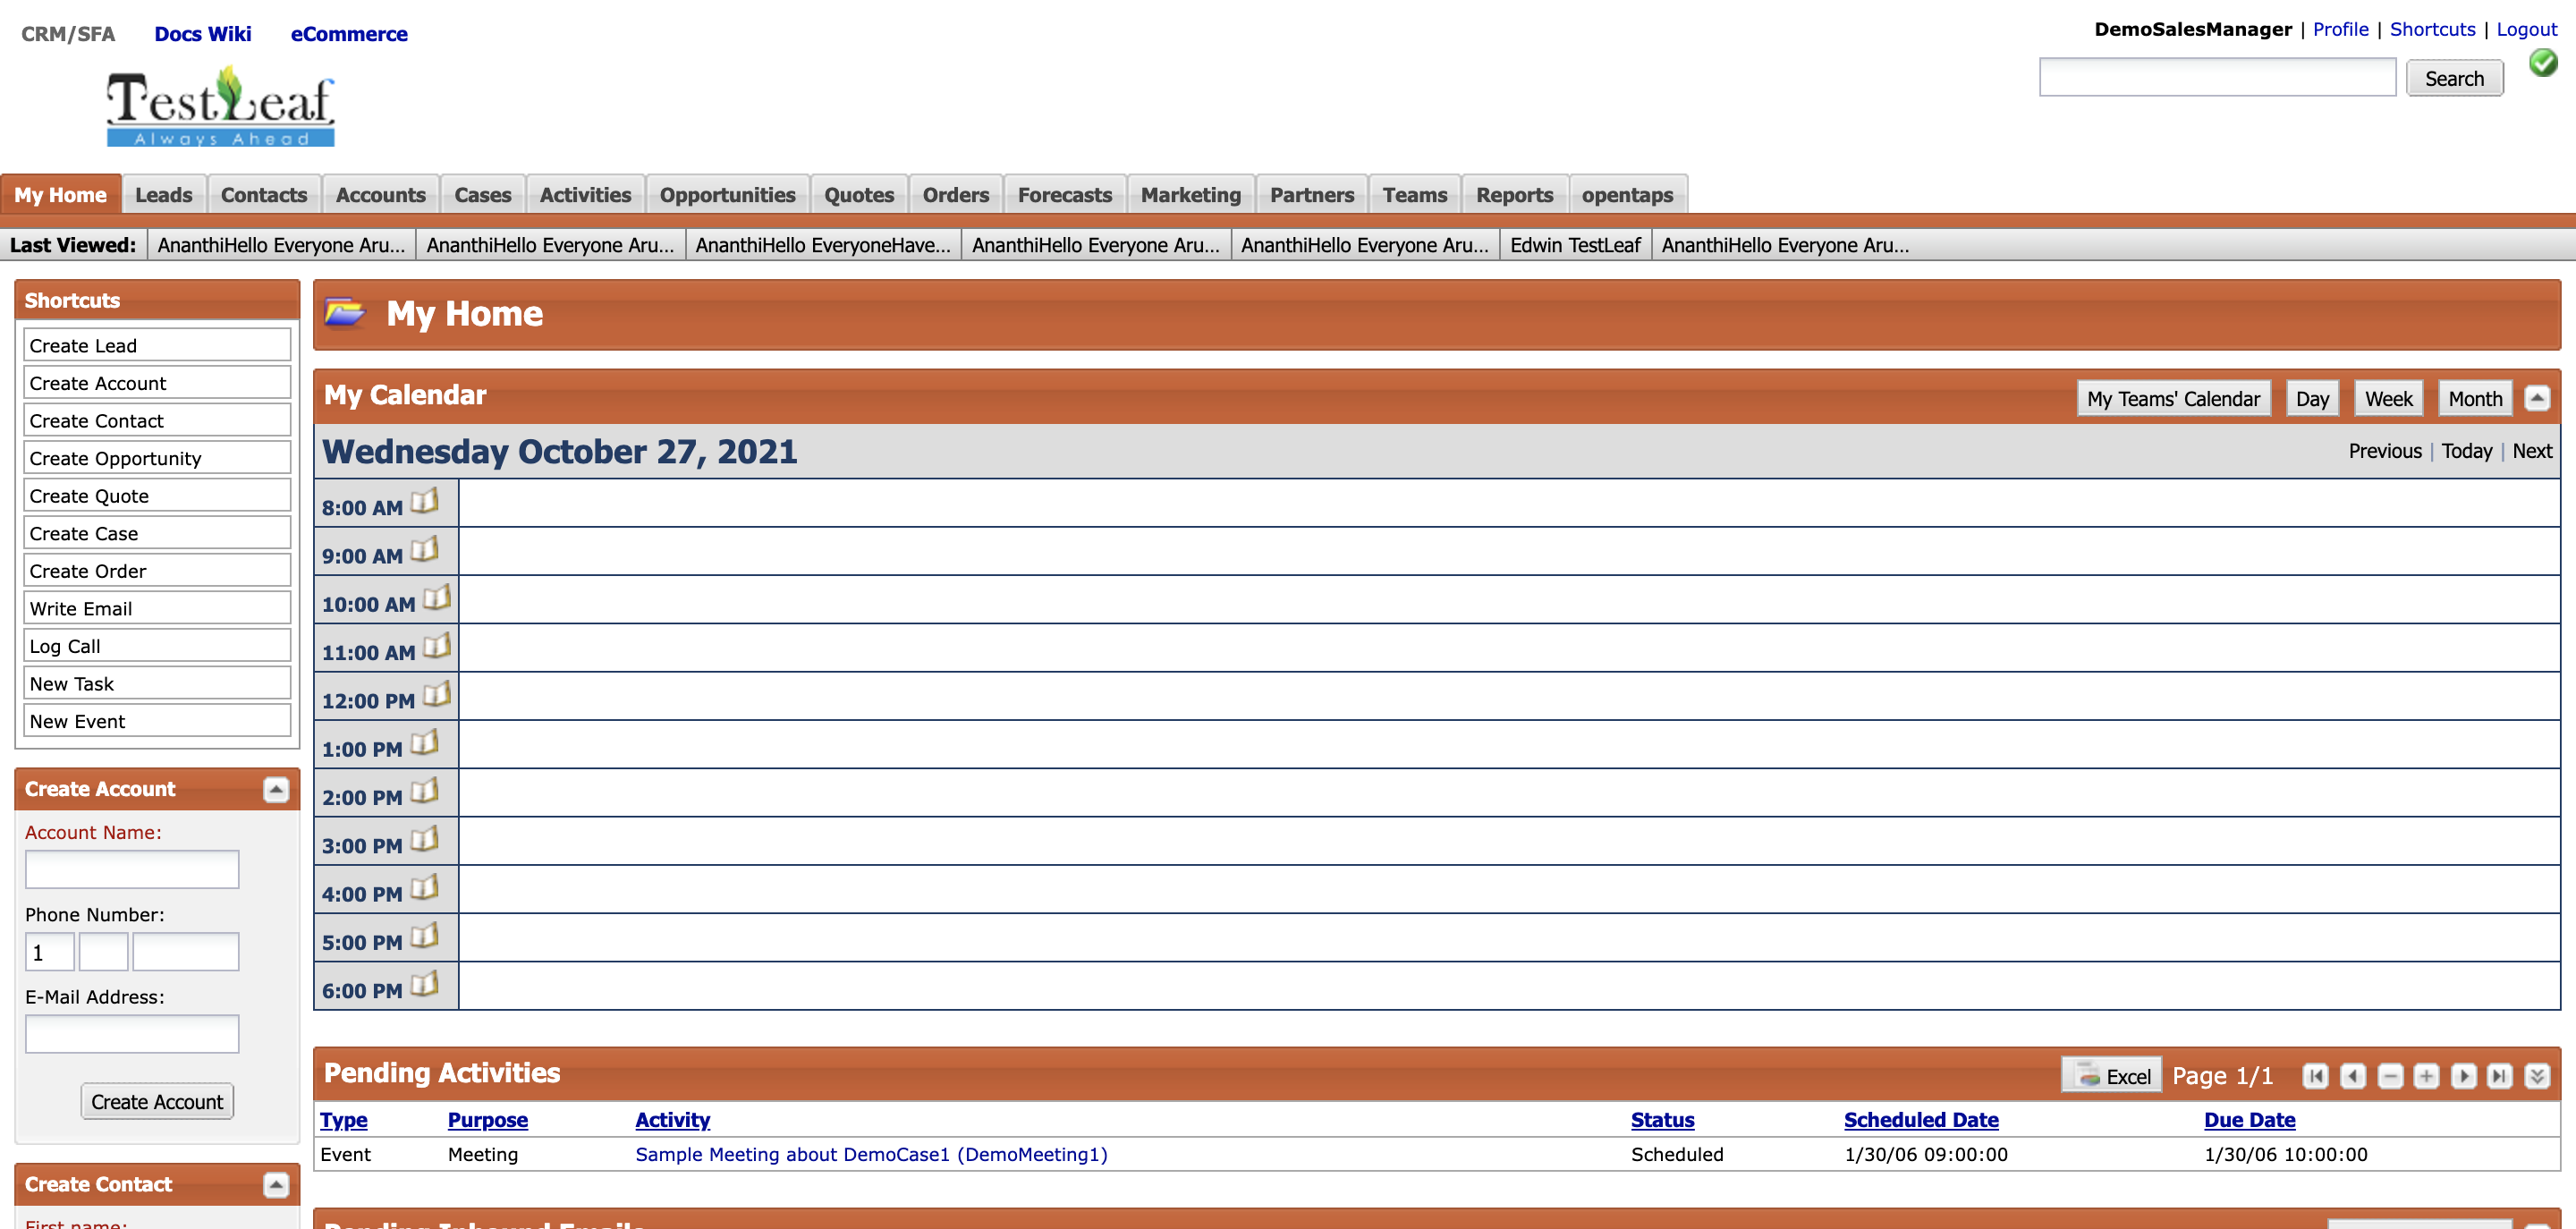 CRM/SFA Docs Wiki eCommerce
DemoSalesManager | Profile | Shortcuts | Logout
Search
TestLeaf
Always Ahead
My Home Leads Contacts Accounts Cases Activities Opportunities Quotes Orders Forecasts Marketing Partners Teams Reports opentaps
Last Viewed: AnanthiHello Everyone Aru... AnanthiHello Everyone Aru... AnanthiHello EveryoneHave... AnanthiHello Everyone Aru... AnanthiHello Everyone Aru... Edwin TestLeaf AnanthiHello Everyone Aru...
Shortcuts
Create Lead
Create Account
Create Contact
Create Opportunity
Create Quote
Create Case
Create Order
Write Email
Log Call
New Task
New Event
Create Account
Account Name:
Phone Number:
1
E-Mail Address:
Create Account
Create Contact
First name:
My Home
My Calendar My Teams' Calendar Day Week Month
Wednesday October 27, 2021 Previous | Today | Next
8:00 AM
9:00 AM
10:00 AM
11:00 AM
12:00 PM
1:00 PM
2:00 PM
3:00 PM
4:00 PM
5:00 PM
6:00 PM
Pending Activities Excel Page 1/1
Type Purpose Activity Status Scheduled Date Due Date
Event Meeting Sample Meeting about DemoCase1 (DemoMeeting1) Scheduled 1/30/06 09:00:00 1/30/06 10:00:00
Pending Inbound Emails